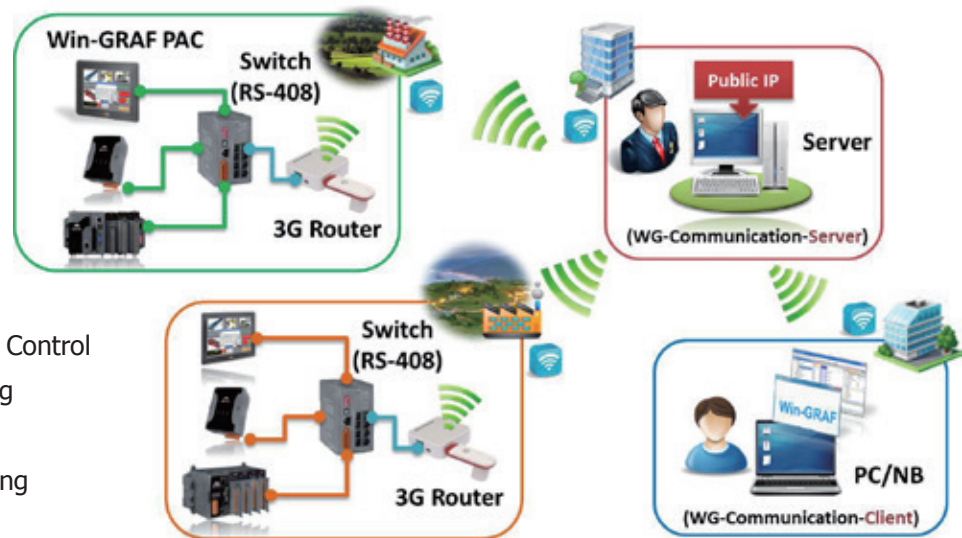 Win-GRAF PAC
Switch
(RS-408)
3G Router
Public IP
Server
(WG-Communication-Server)
Control
g
ng
Switch
(RS-408)
3G Router
Win-GRAF
PC/NB
(WG-Communication-Client)